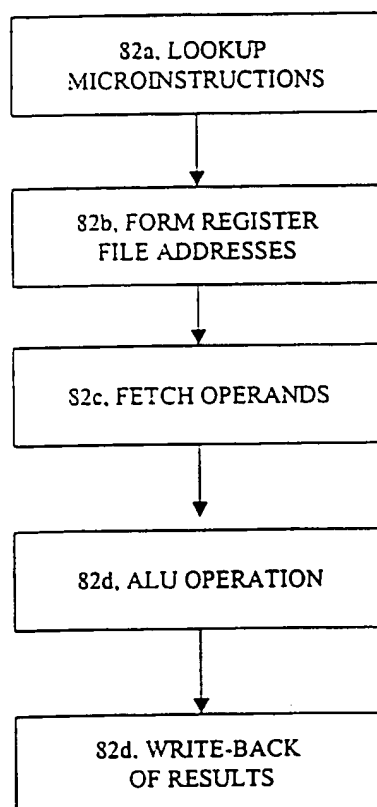 82a. LOOKUP
MICROINSTRUCTIONS
82b. FORM REGISTER
FILE ADDRESSES
82c. FETCH OPERANDS
82d. ALU OPERATION
82d. WRITE-BACK
OF RESULTS